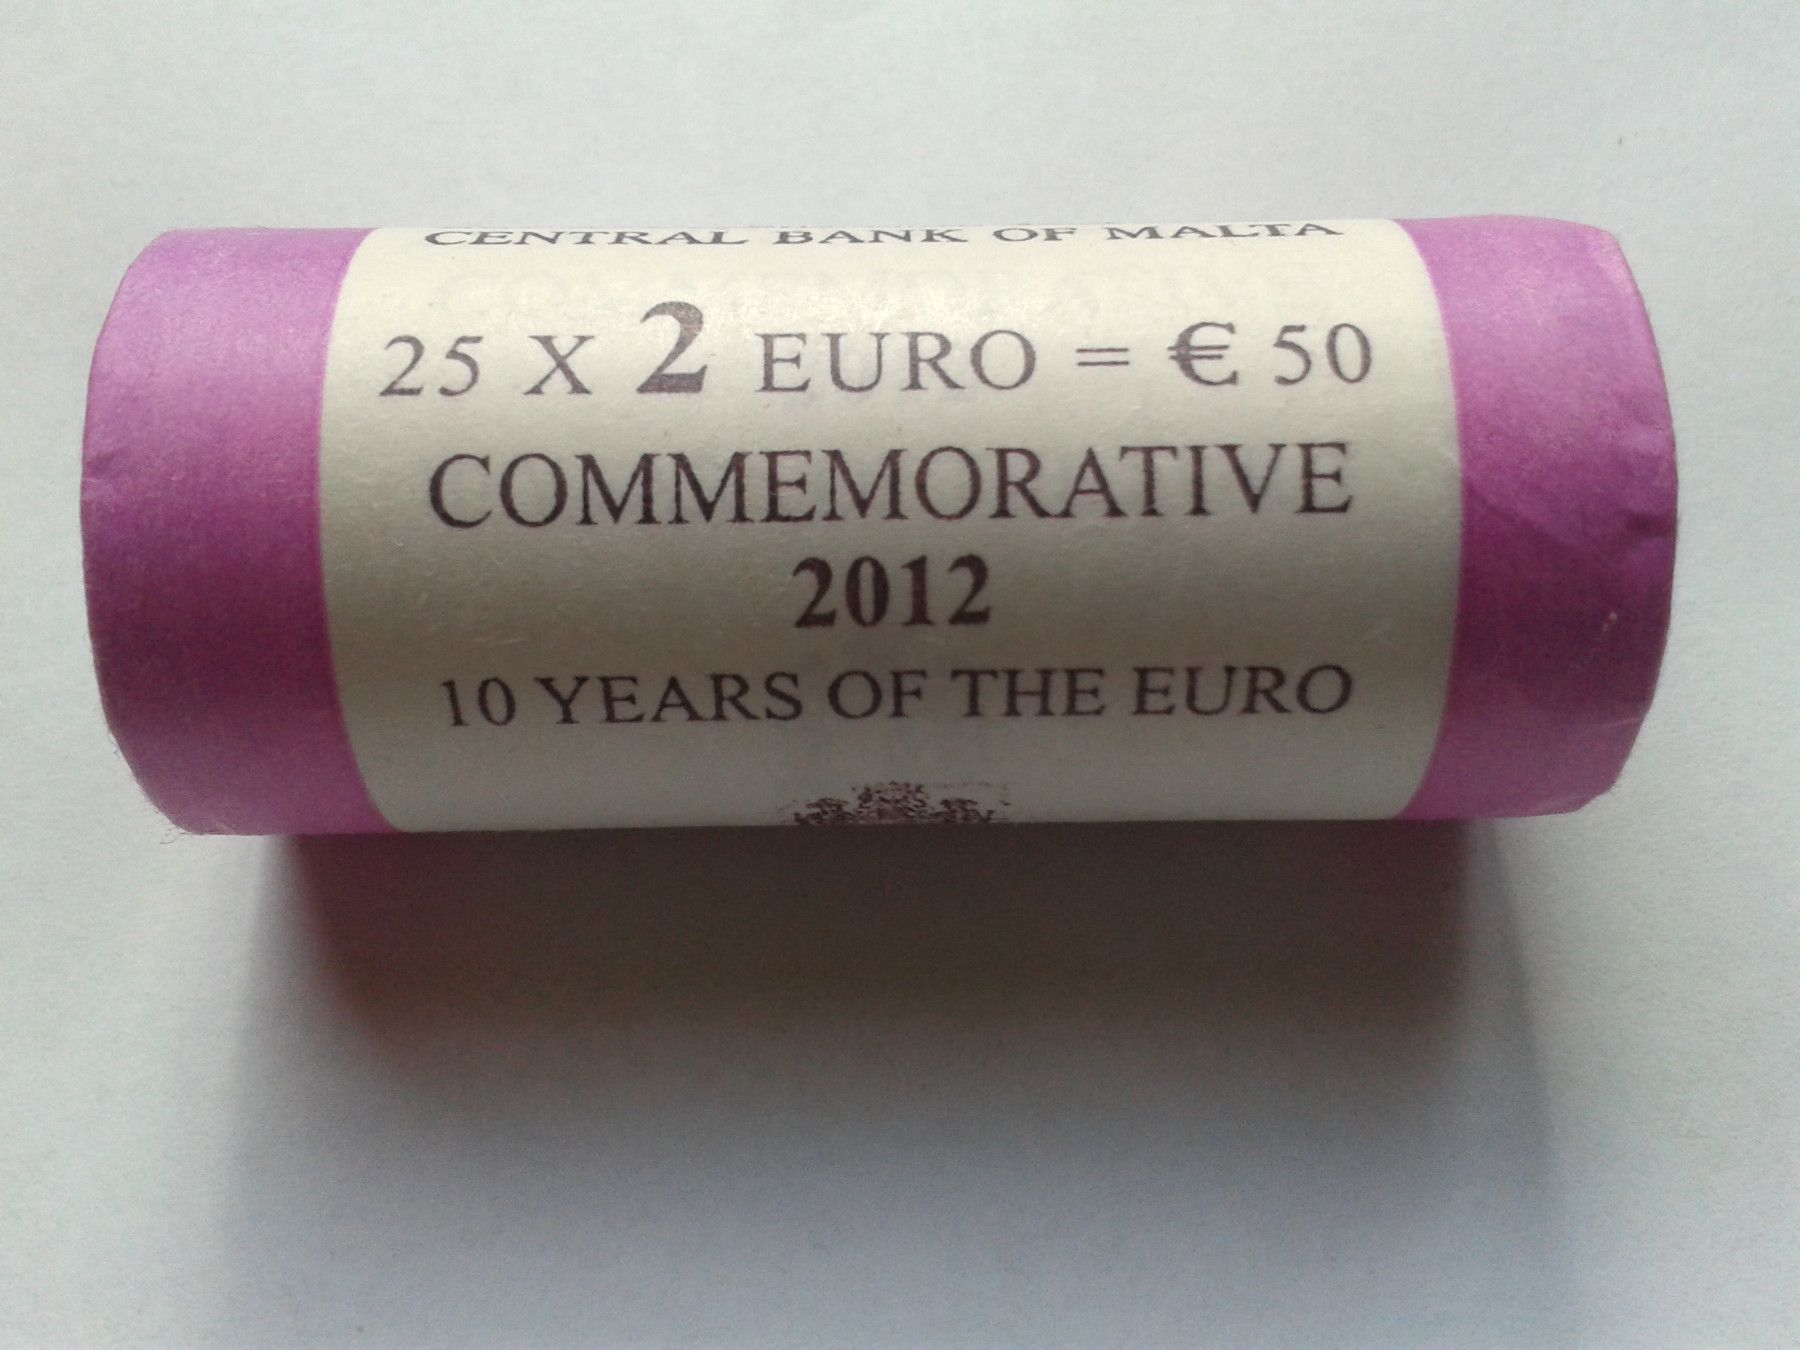 CENTRAL BANK OF MALTA
25 X 2 EURO = € 50
COMMEMORATIVE
2012
10 YEARS OF THE EURO